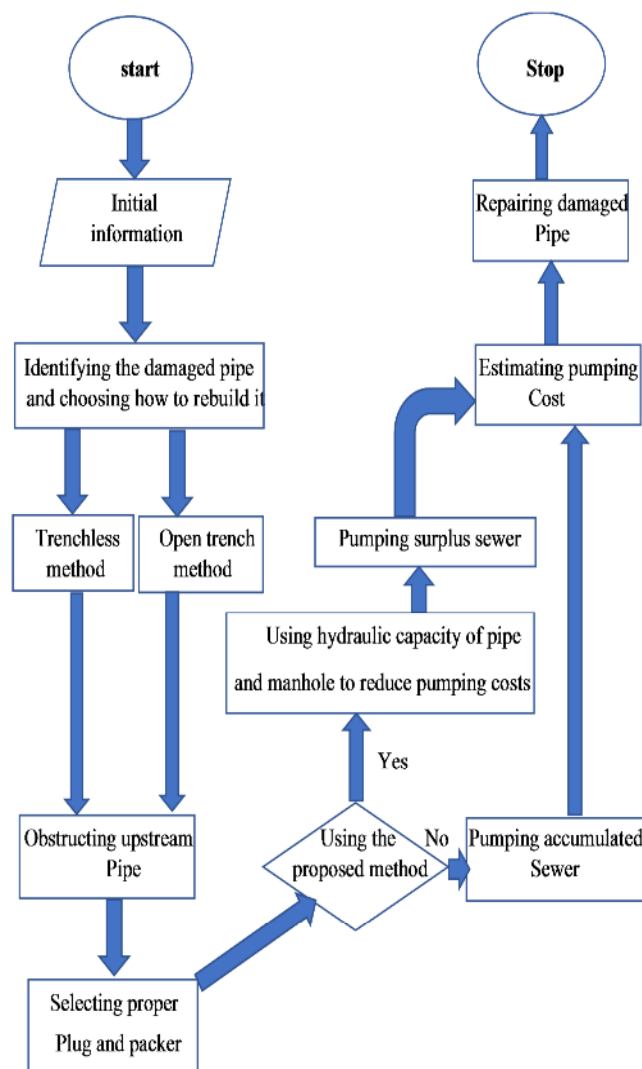 start
Initial
information
Identifying the damaged pipe
and choosing how to rebuild it
Trenchless
method
Open trench
method
Obstructing upstream
Pipe
Selecting proper
Plug and packer
Using the
proposed method
Yes
No
Using hydraulic capacity of pipe
and manhole to reduce pumping costs
Pumping surplus sewer
Pumping accumulated
Sewer
Estimating pumping
Cost
Repairing damaged
Pipe
Stop